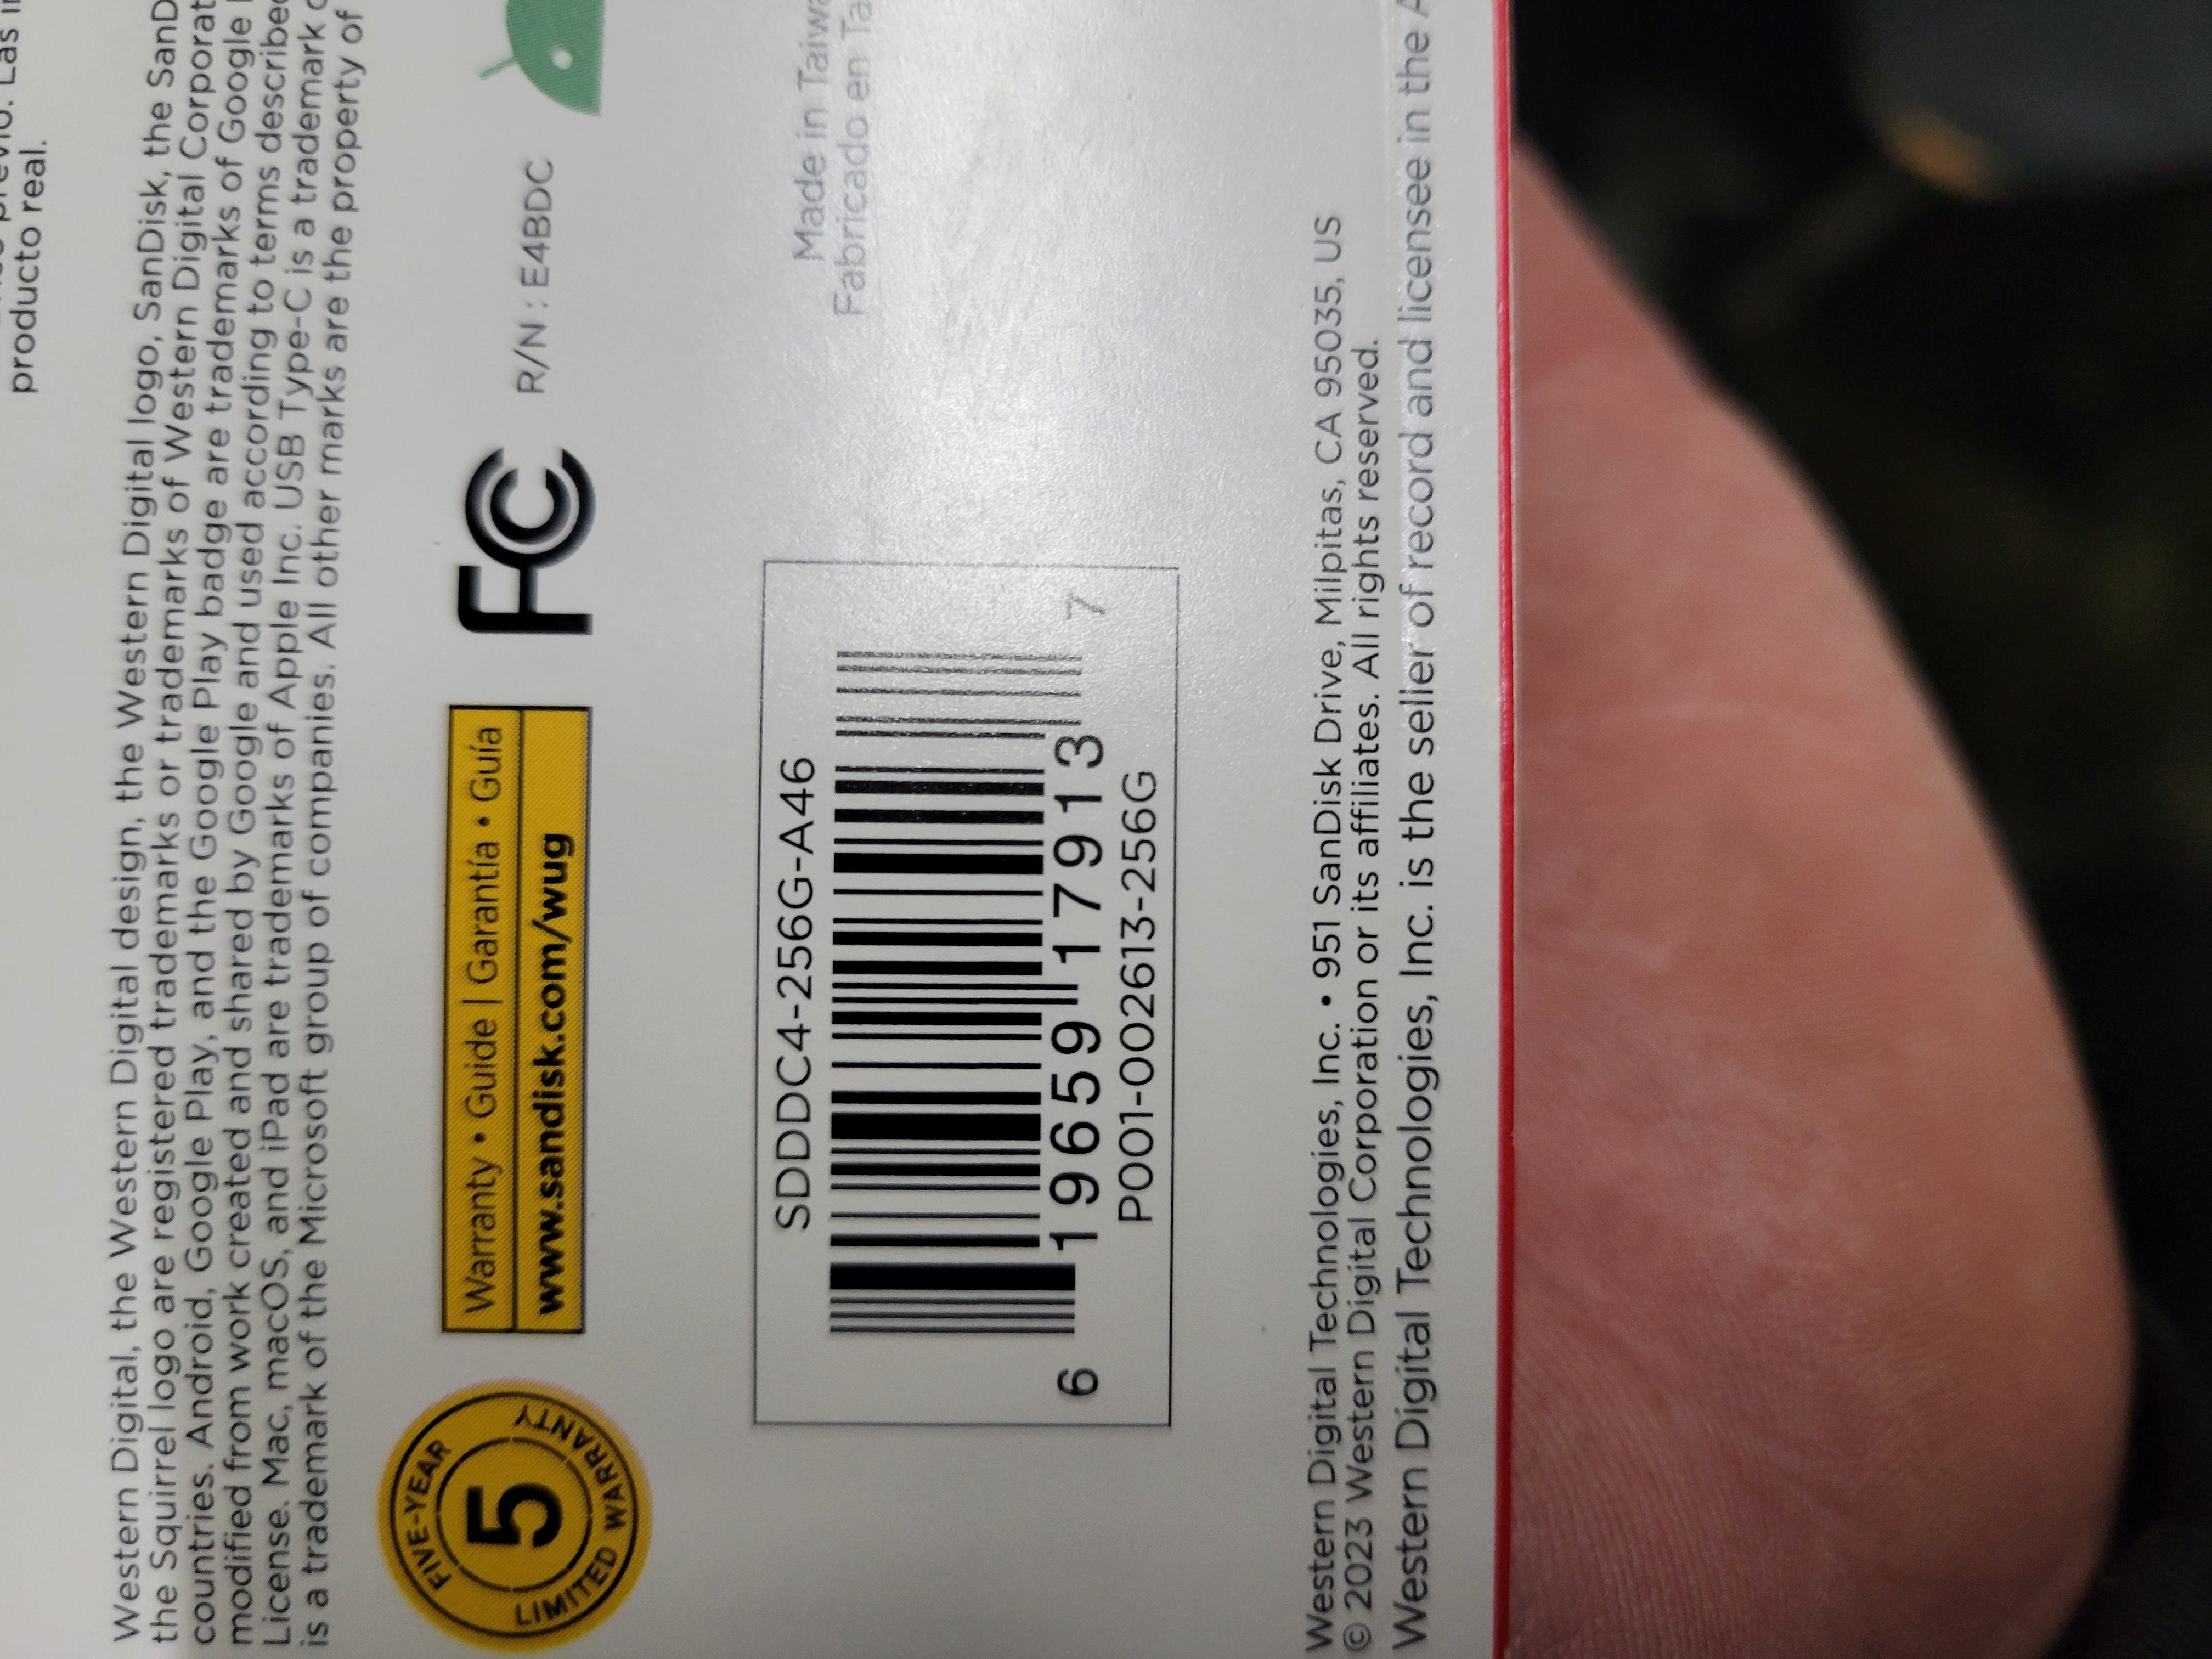 producto real.
Western Digital, the Western Digital design, the Western Digital logo, SanDisk, the
the Squirrel logo are registered trademarks or trademarks of Western Digital
countries. Android, Google Play, and the Google Play badge are trademarks of Google
modified from work created and shared by Google and used according to terms described
License. Mac, macOS, and iPad are trademarks of Apple Inc. USB Type-C is a trademark
is a trademark of the Microsoft group of companies. All other marks are the property of
FIVE-YEAR
5
LIMITED WARRANTY
Warranty • Guide | Garantía • Guía
www.sandisk.com/wug
FC
R/N : E4BDC
SDDDC4-256G-A46
6 19659 17913 7
P001-002613-256G
Made in
Fabricado en
Western Digital Technologies, Inc. • 951 SanDisk Drive, Milpitas, CA 95035, US
© 2023 Western Digital Corporation or its affiliates. All rights reserved.
Western Digital Technologies, Inc. is the seller of record and licensee in the